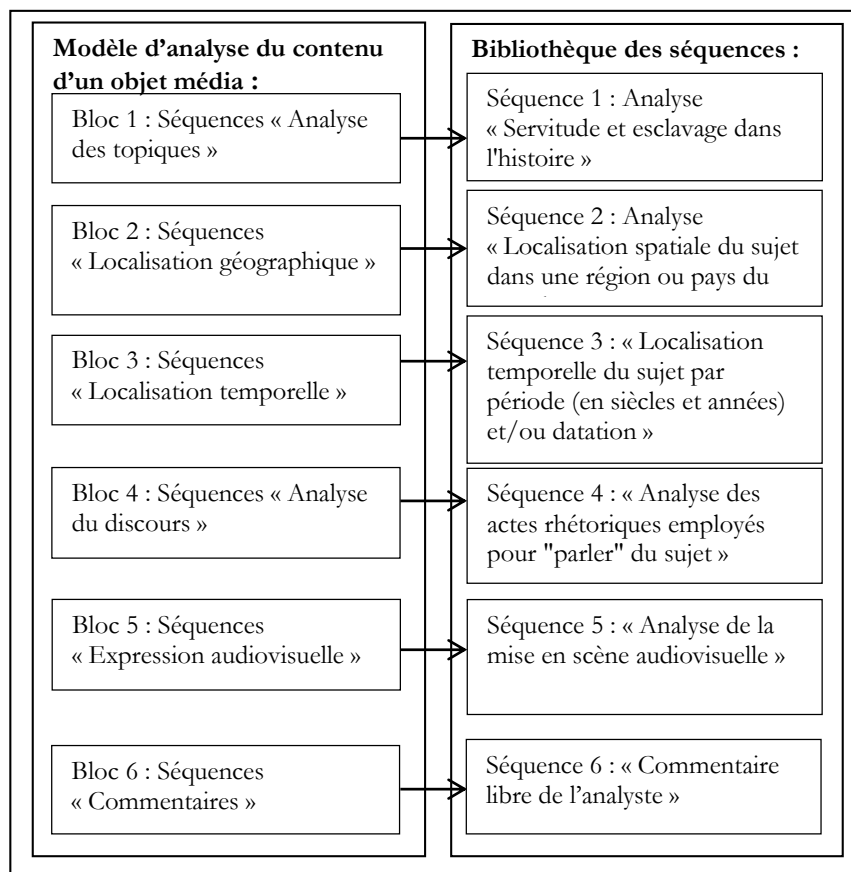 Modèle d'analyse du contenu
d'un objet média :
Bloc 1 : Séquences « Analyse
des topiques »
Bloc 2 : Séquences
« Localisation géographique »
Bloc 3 : Séquences
« Localisation temporelle »
Bloc 4 : Séquences « Analyse
du discours »
Bloc 5 : Séquences
« Expression audiovisuelle »
Bloc 6 : Séquences
« Commentaires »
Bibliothèque des séquences :
Séquence 1 : Analyse
« Servitude et esclavage dans
l'histoire »
Séquence 2 : Analyse
« Localisation spatiale du sujet
dans une région ou pays du
Séquence 3 : « Localisation
temporelle du sujet par
période (en siècles et années)
et/ou datation »
Séquence 4 : « Analyse des
actes rhétoriques employés
pour "parler" du sujet »
Séquence 5 : « Analyse de la
mise en scène audiovisuelle »
Séquence 6 : « Commentaire
libre de l'analyste »